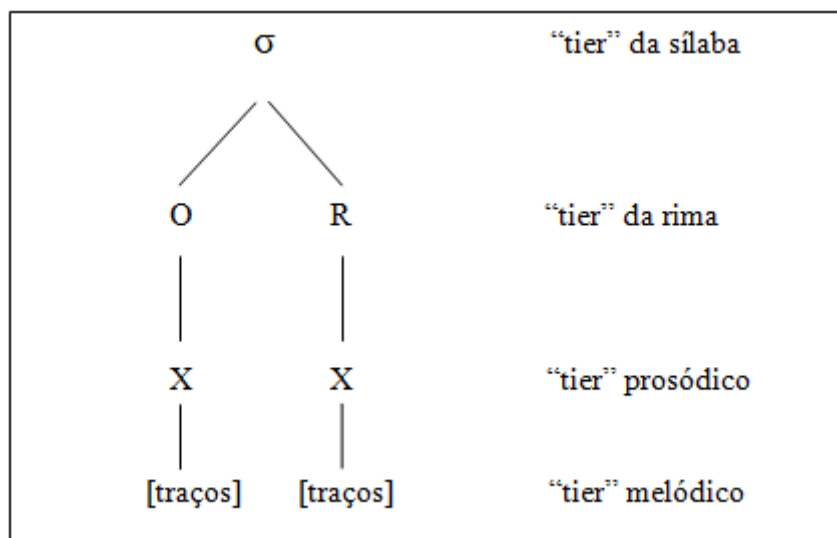 σ “tier” da sílaba
O R “tier” da rima
X X “tier” prosódico
[traços] [traços] “tier” melódico